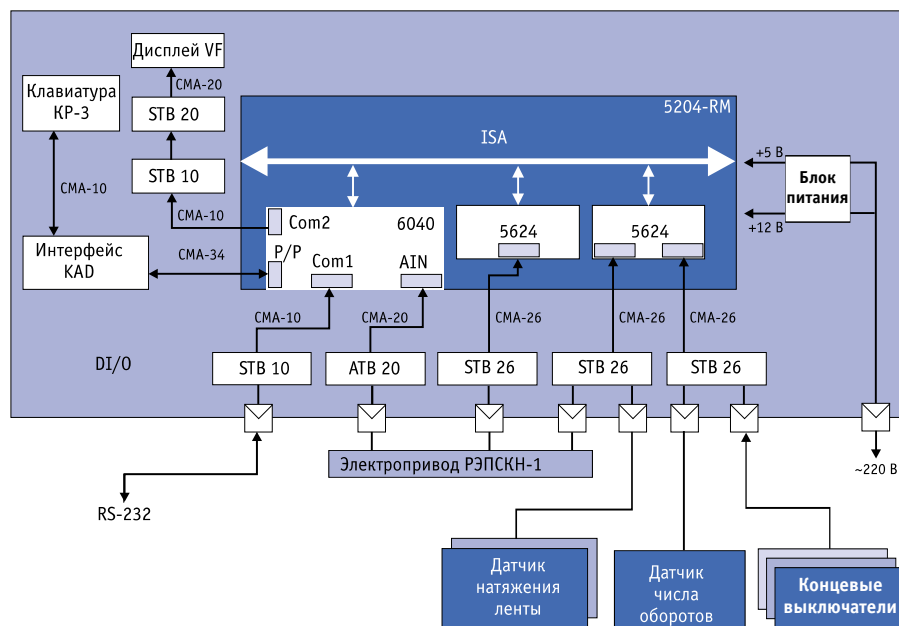 Дисплей VF
CMA-20
Клавиатура
КР-3
STB 20
STB 10
CMA-10
CMA-10
Интерфейс
KAD
CMA-34
5204-RM
ISA
Com2
6040
P/P
Com1
AIN
5624
5624
+5 В
+12 В
Блок
питания
CMA-10
CMA-20
CMA-26
CMA-26
CMA-26
DI/O
STB 10
ATB 20
STB 26
STB 26
STB 26
Электропривод РЭПСКН-1
RS-232
~220 В
Датчик
натяжения
ленты
Датчик
числа
оборотов
Концевые
выключатели